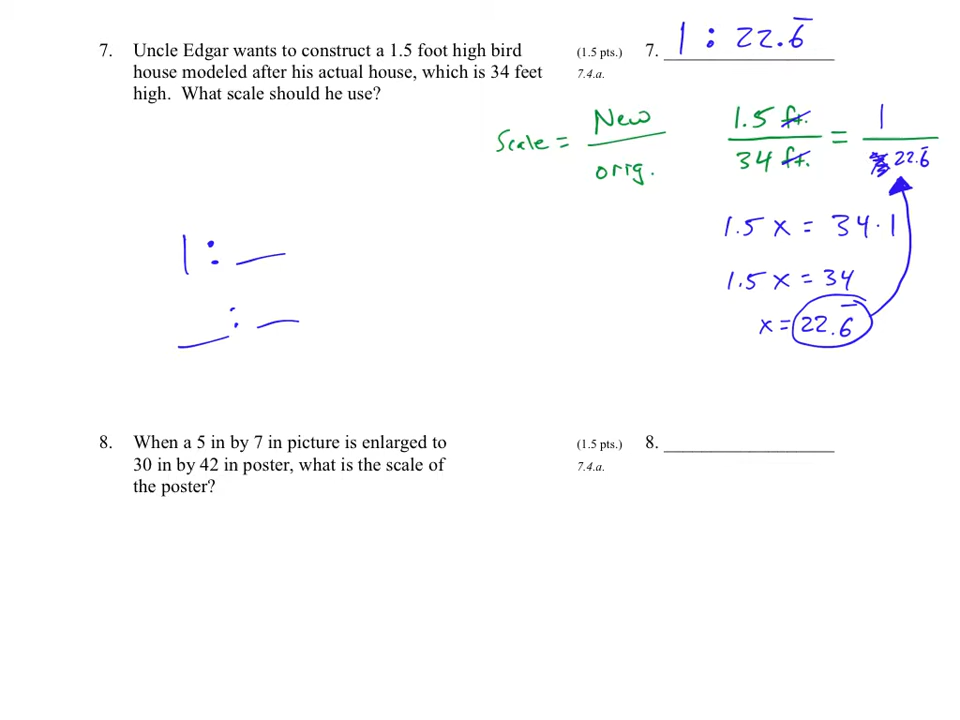 7. Uncle Edgar wants to construct a 1.5 foot high bird (1.5 pts.) 7. 1 : 22.6̅
house modeled after his actual house, which is 34 feet 7.4.a.
high. What scale should he use?
Scale = New / orig. 1.5 ft. / 34 ft. = 1 / 22.6̅
1.5 x = 34 · 1
1 : _
1.5 x = 34
_ : _
x = 22.6̅
8. When a 5 in by 7 in picture is enlarged to (1.5 pts.) 8. ____
30 in by 42 in poster, what is the scale of 7.4.a.
the poster?